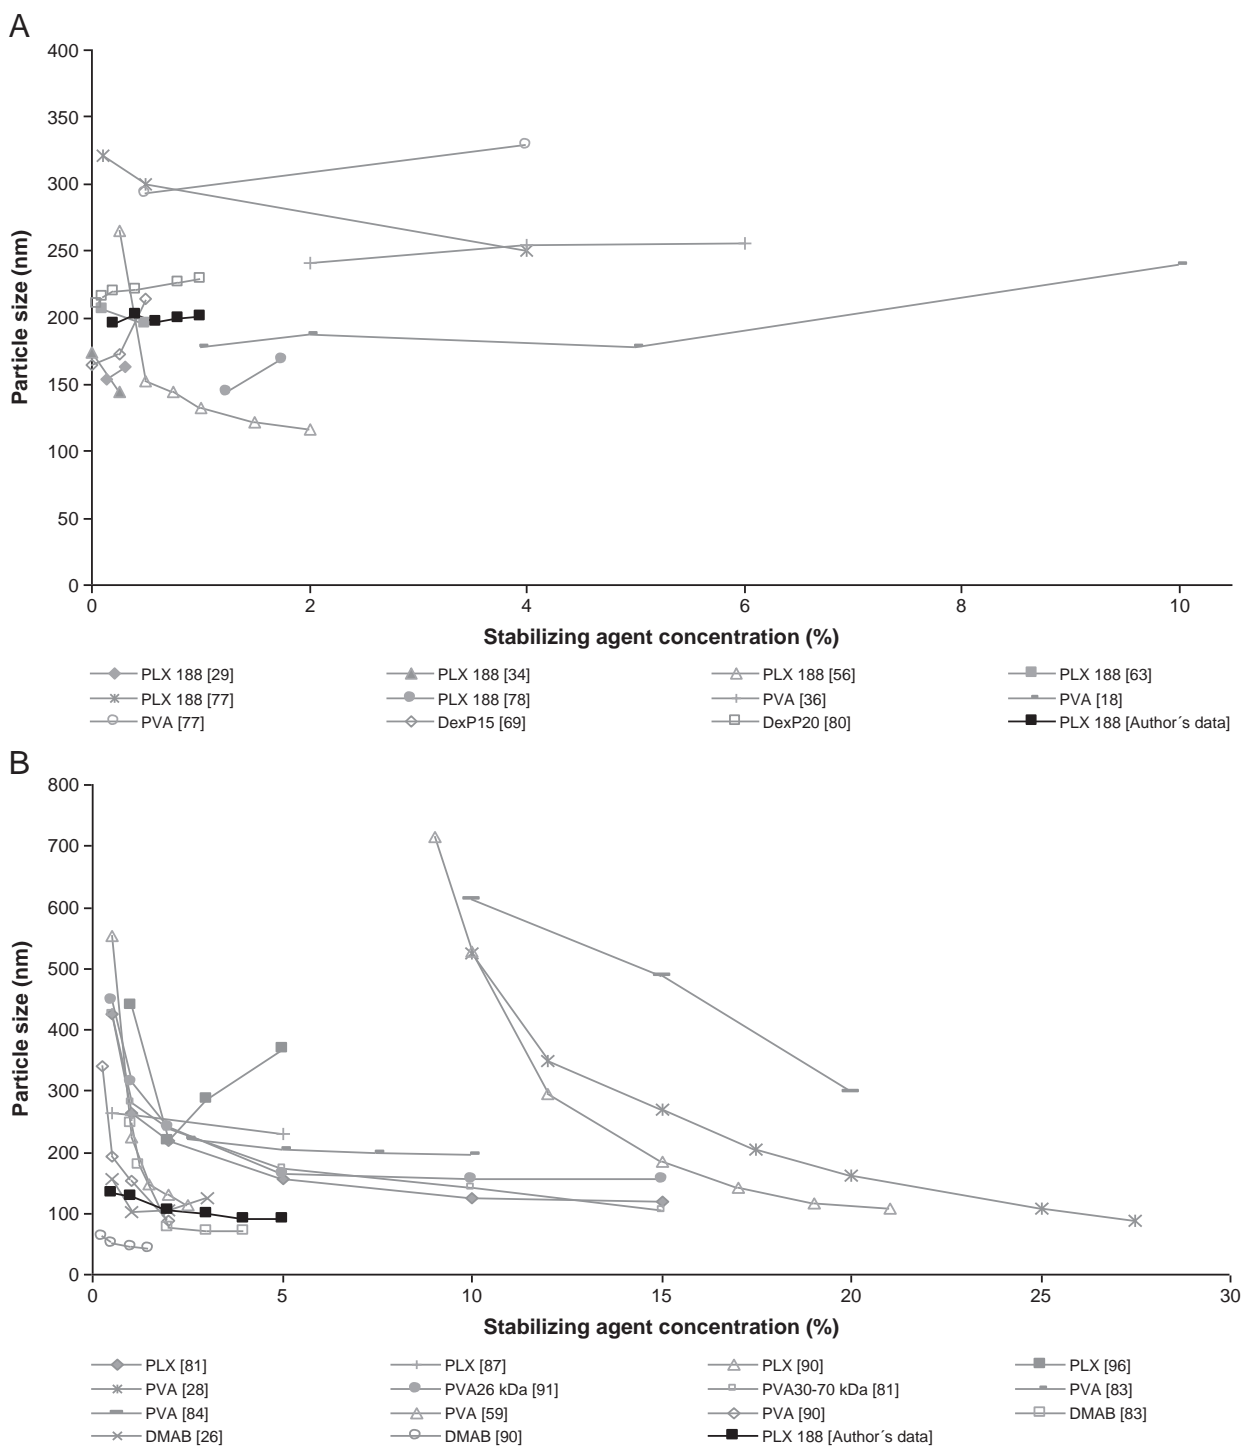 A
400
350
300
250
200
150
100
50
0
Particle size (nm)
0 2 4 6 8 10
Stabilizing agent concentration (%)
PLX 188 [29] PLX 188 [34] PLX 188 [56] PLX 188 [63]
PLX 188 [77] PLX 188 [78] PVA [36] PVA [18]
PVA [77] DexP15 [69] DexP20 [80] PLX 188 [Author´s data]
B
800
700
600
500
400
300
200
100
0
Particle size (nm)
0 5 10 15 20 25 30
Stabilizing agent concentration (%)
PLX [81] PLX [87] PLX [90] PLX [96]
PVA [28] PVA26 kDa [91] PVA30-70 kDa [81] PVA [83]
PVA [84] PVA [59] PVA [90] DMAB [83]
DMAB [26] DMAB [90] PLX 188 [Author´s data]